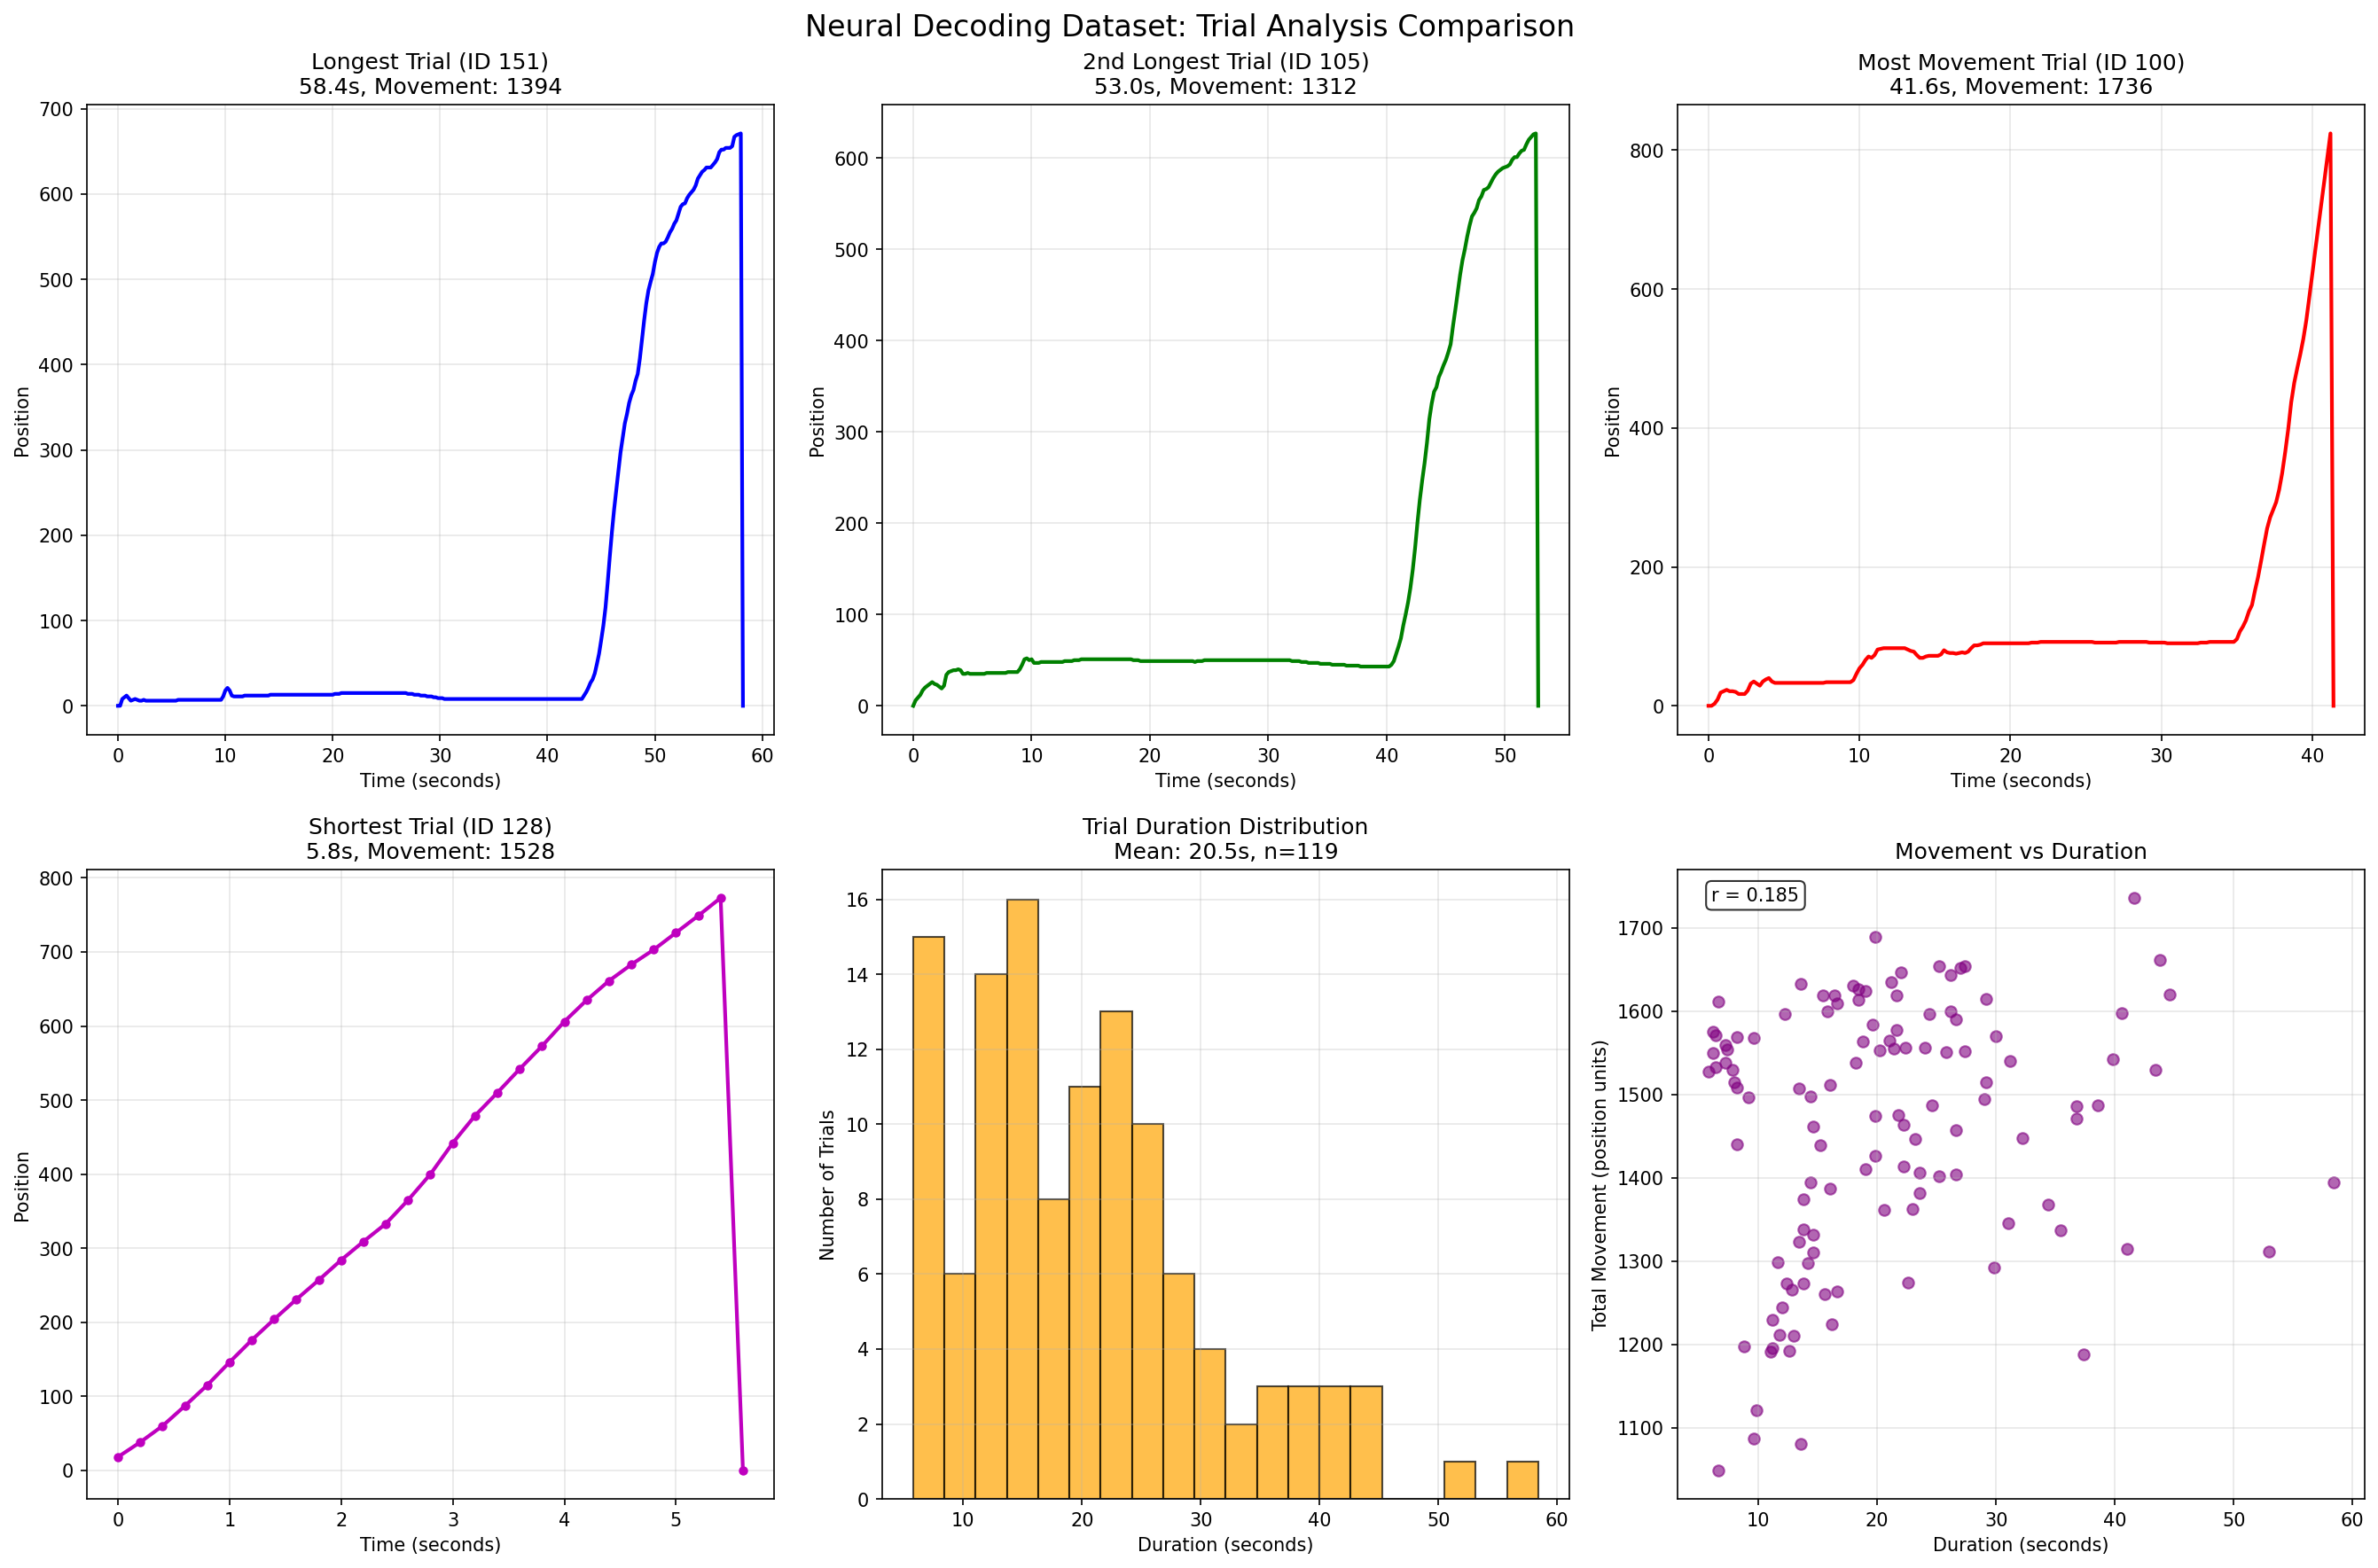 Neural Decoding Dataset: Trial Analysis Comparison
Longest Trial (ID 151)
58.4s, Movement: 1394
700
600
500
400
300
200
100
0
Position
0 10 20 30 40 50 60
Time (seconds)
2nd Longest Trial (ID 105)
53.0s, Movement: 1312
600
500
400
300
200
100
0
Position
0 10 20 30 40 50
Time (seconds)
Most Movement Trial (ID 100)
41.6s, Movement: 1736
800
600
400
200
0
Position
0 10 20 30 40
Time (seconds)
Shortest Trial (ID 128)
5.8s, Movement: 1528
800
700
600
500
400
300
200
100
0
Position
0 1 2 3 4 5
Time (seconds)
Trial Duration Distribution
Mean: 20.5s, n=119
16
14
12
10
8
6
4
2
0
Number of Trials
10 20 30 40 50 60
Duration (seconds)
Movement vs Duration
r = 0.185
1700
1600
1500
1400
1300
1200
1100
Total Movement (position units)
10 20 30 40 50 60
Duration (seconds)